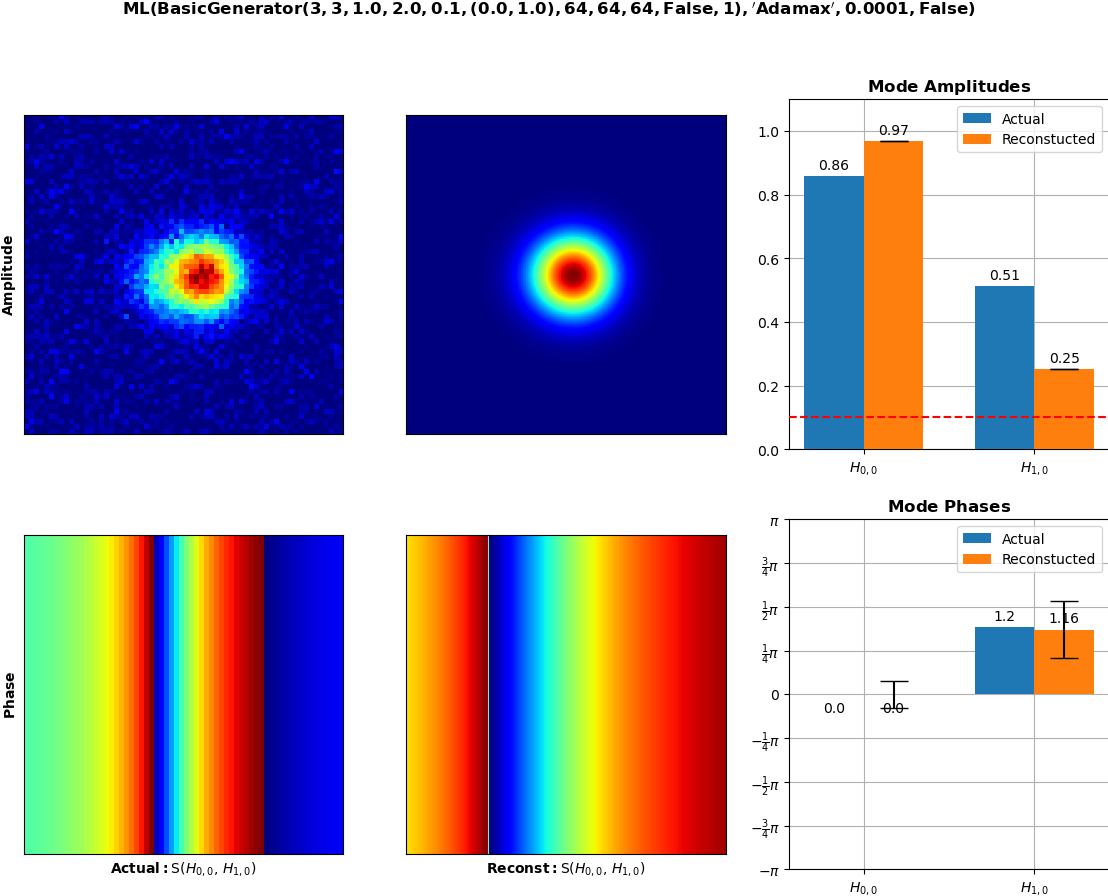 ML(BasicGenerator(3, 3, 1.0, 2.0, 0.1, (0.0, 1.0), 64, 64, 64, False, 1), ′Adamax′, 0.0001, False)
Amplitude
Mode Amplitudes
Actual
Reconstucted
1.0
0.8
0.6
0.4
0.2
0.0
0.86
0.97
0.51
0.25
H0, 0
H1, 0
Phase
Actual: S(H0, 0, H1, 0)
Reconst: S(H0, 0, H1, 0)
Mode Phases
Actual
Reconstucted
π
3/4π
1/2π
1/4π
0
−1/4π
−1/2π
−3/4π
−π
0.0
0.0
1.2
1.16
H0, 0
H1, 0